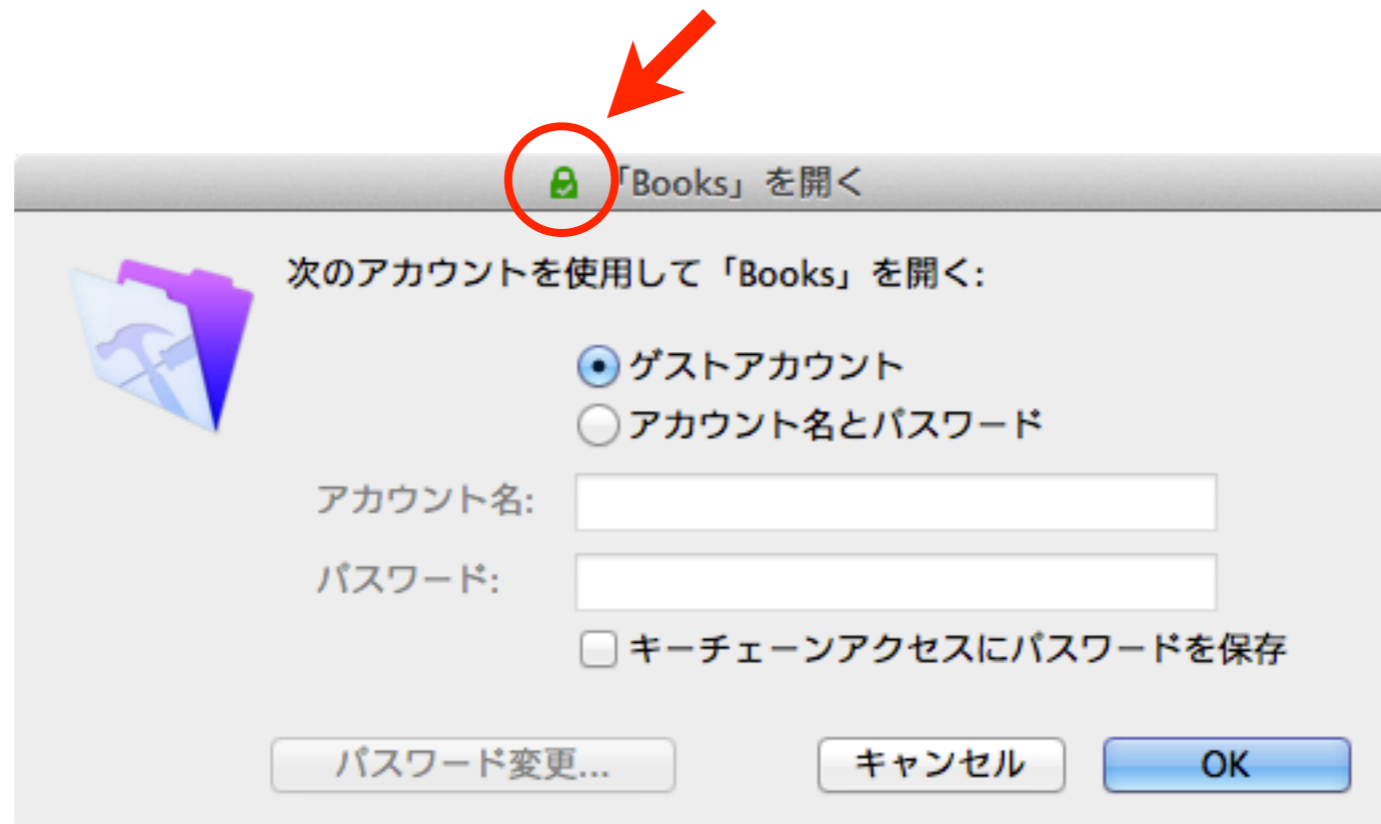 「Books」を開く
次のアカウントを使用して「Books」を開く:
ゲストアカウント
アカウント名とパスワード
アカウント名:
パスワード:
キーチェーンアクセスにパスワードを保存
パスワード変更...
キャンセル
OK